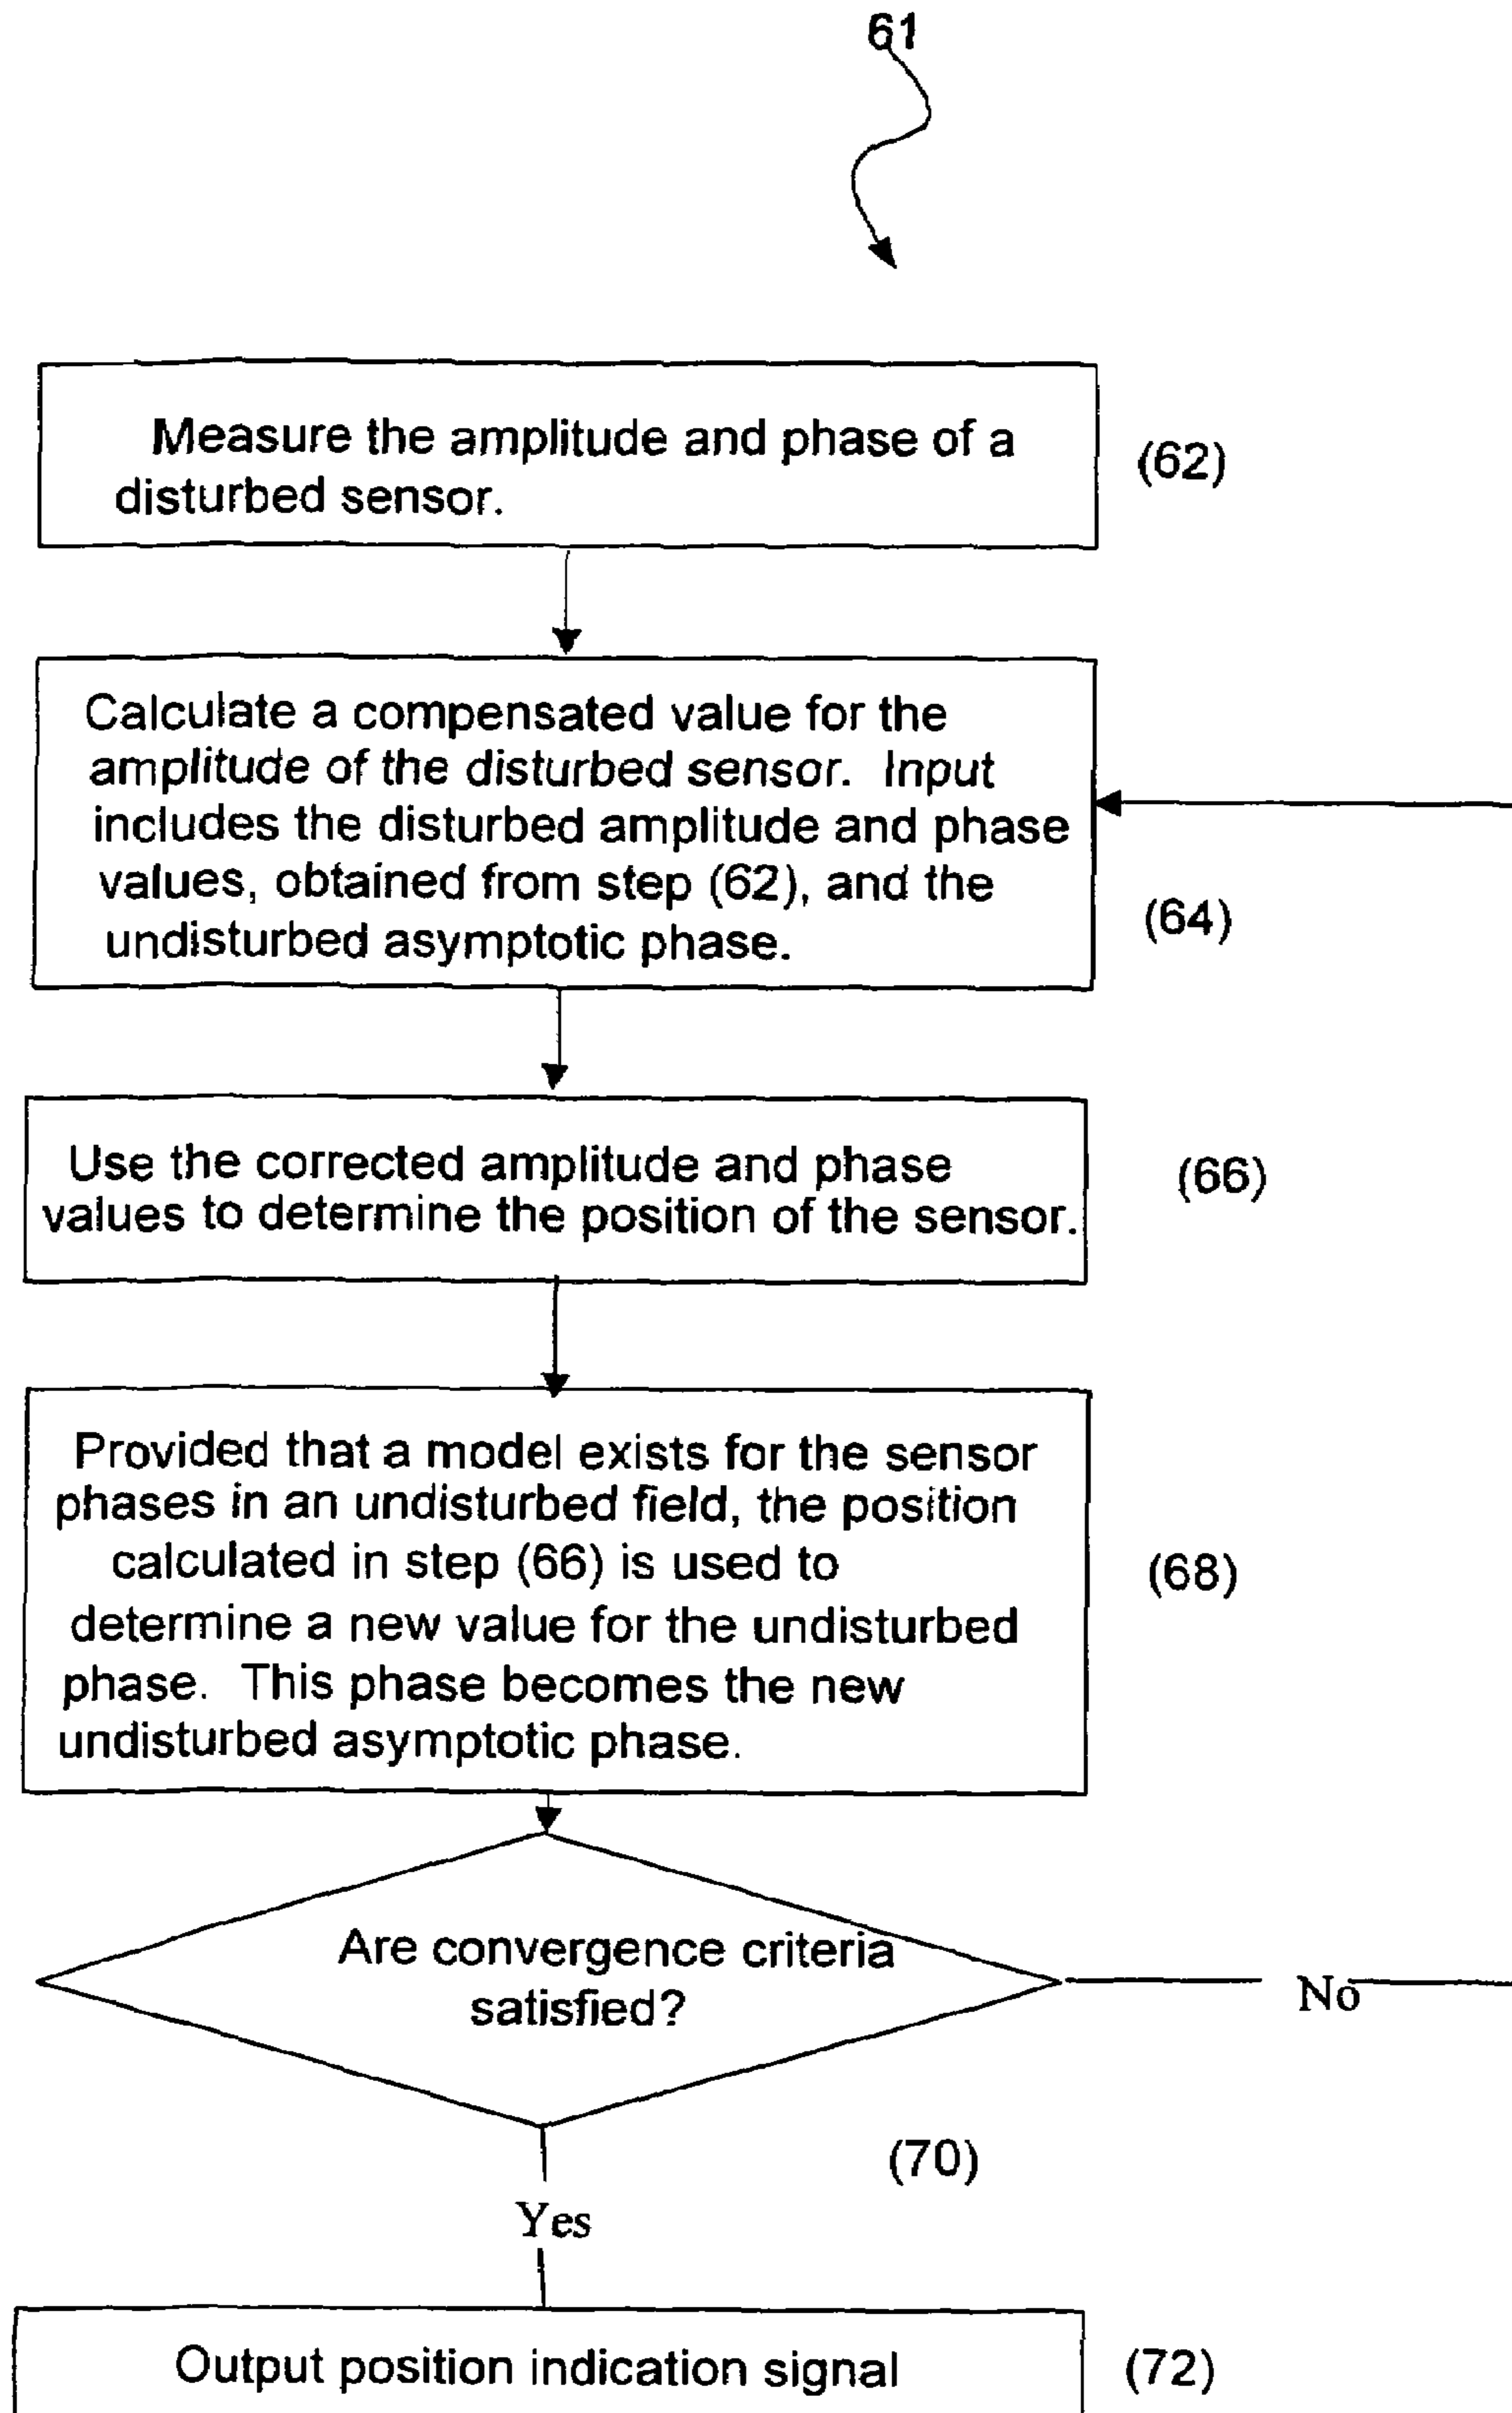 61
Measure the amplitude and phase of a
disturbed sensor.
(62)
Calculate a compensated value for the
amplitude of the disturbed sensor. Input
includes the disturbed amplitude and phase
values, obtained from step (62), and the
undisturbed asymptotic phase.
(64)
Use the corrected amplitude and phase
values to determine the position of the sensor.
(66)
Provided that a model exists for the sensor
phases in an undisturbed field, the position
calculated in step (66) is used to
determine a new value for the undisturbed
phase. This phase becomes the new
undisturbed asymptotic phase.
(68)
Are convergence criteria
satisfied?
No
(70)
Yes
Output position indication signal
(72)